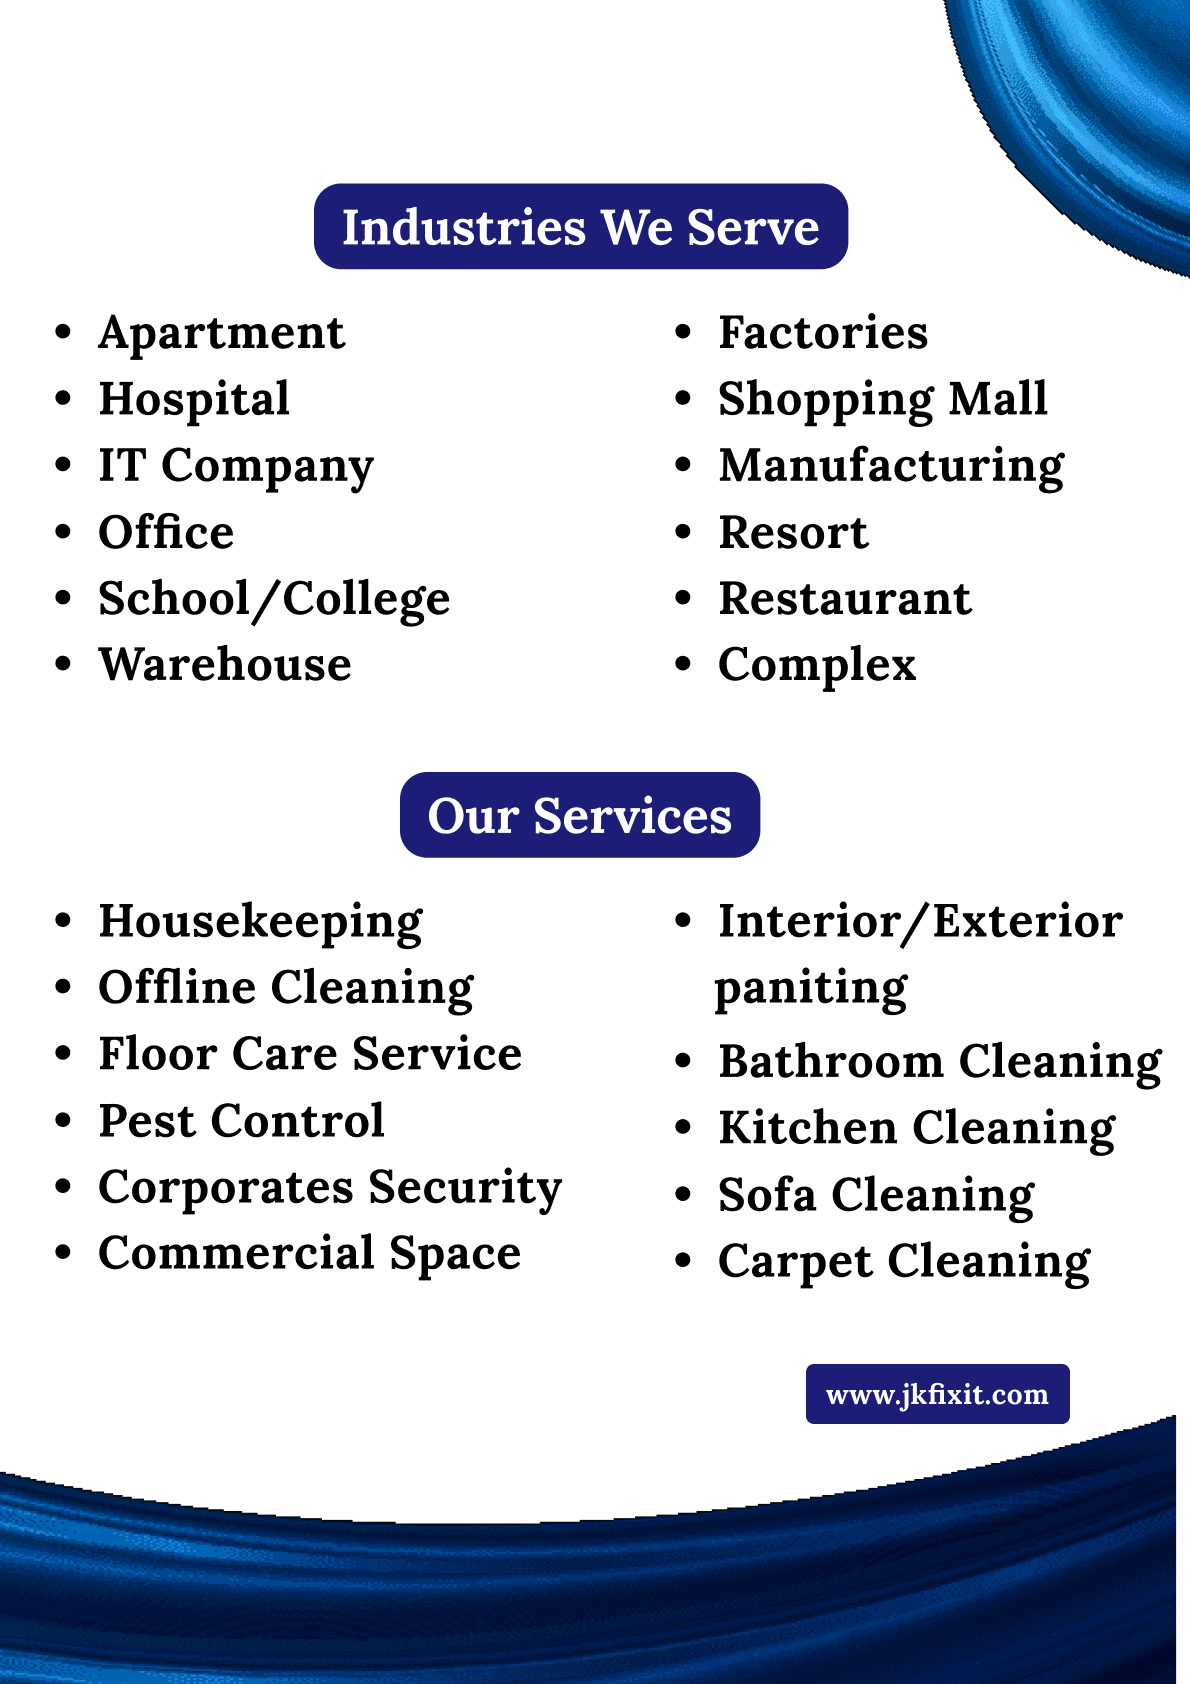 Industries We Serve
• Apartment
• Hospital
• IT Company
• Office
• School/College
• Warehouse
• Factories
• Shopping Mall
• Manufacturing
• Resort
• Restaurant
• Complex
Our Services
• Housekeeping
• Offline Cleaning
• Floor Care Service
• Pest Control
• Corporates Security
• Commercial Space
• Interior/Exterior
paniting
• Bathroom Cleaning
• Kitchen Cleaning
• Sofa Cleaning
• Carpet Cleaning
www.jkfixit.com